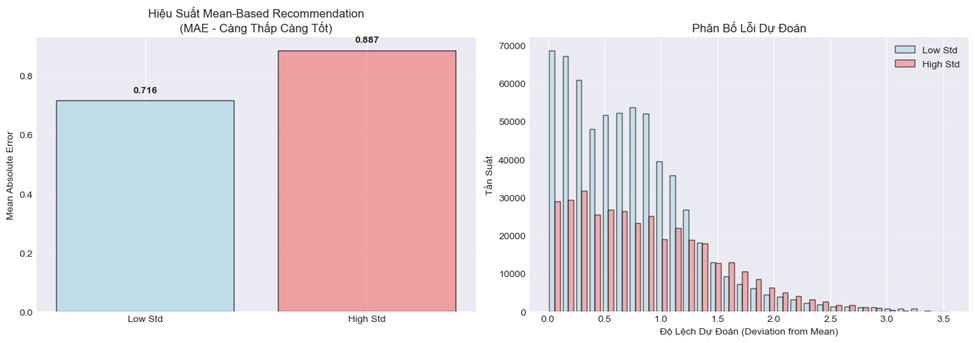 Hiệu Suất Mean-Based Recommendation
(MAE - Càng Thấp Càng Tốt)
0.887
0.716
Mean Absolute Error
0.8
0.6
0.4
0.2
0.0
Low Std
High Std
Phân Bố Lỗi Dự Đoán
Low Std
High Std
Tần Suất
70000
60000
50000
40000
30000
20000
10000
0
0.0 0.5 1.0 1.5 2.0 2.5 3.0 3.5
Độ Lệch Dự Đoán (Deviation from Mean)